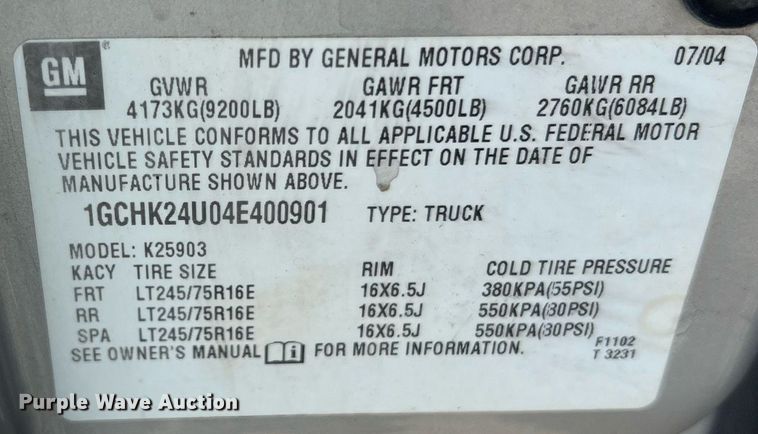 GM ® MFD BY GENERAL MOTORS CORP. 07/04
GVWR GAWR FRT GAWR RR
4173KG(9200LB) 2041KG(4500LB) 2760KG(6084LB)
THIS VEHICLE CONFORMS TO ALL APPLICABLE U.S. FEDERAL MOTOR
VEHICLE SAFETY STANDARDS IN EFFECT ON THE DATE OF
MANUFACTURE SHOWN ABOVE.
1GCHK24U04E400901 TYPE: TRUCK
MODEL: K25903
KACY TIRE SIZE RIM COLD TIRE PRESSURE
FRT LT245/75R16E 16X6.5J 380KPA(55PSI)
RR LT245/75R16E 16X6.5J 550KPA(80PSI)
SPA LT245/75R16E 16X6.5J 550KPA(80PSI)
SEE OWNER'S MANUAL i FOR MORE INFORMATION.
F1102
T 3231
Purple Wave Auction